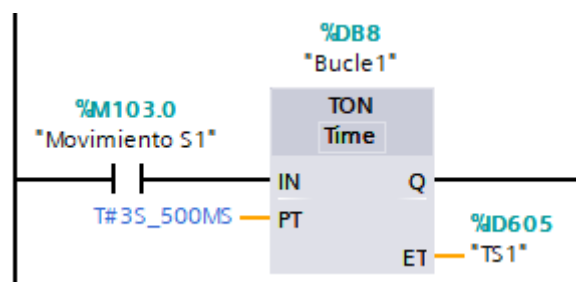 %DB8
"Bucle1"
%M103.0
"Movimiento S1"
TON
Time
IN
Q
T#3S_500MS
PT
%ID605
ET
"TS1"